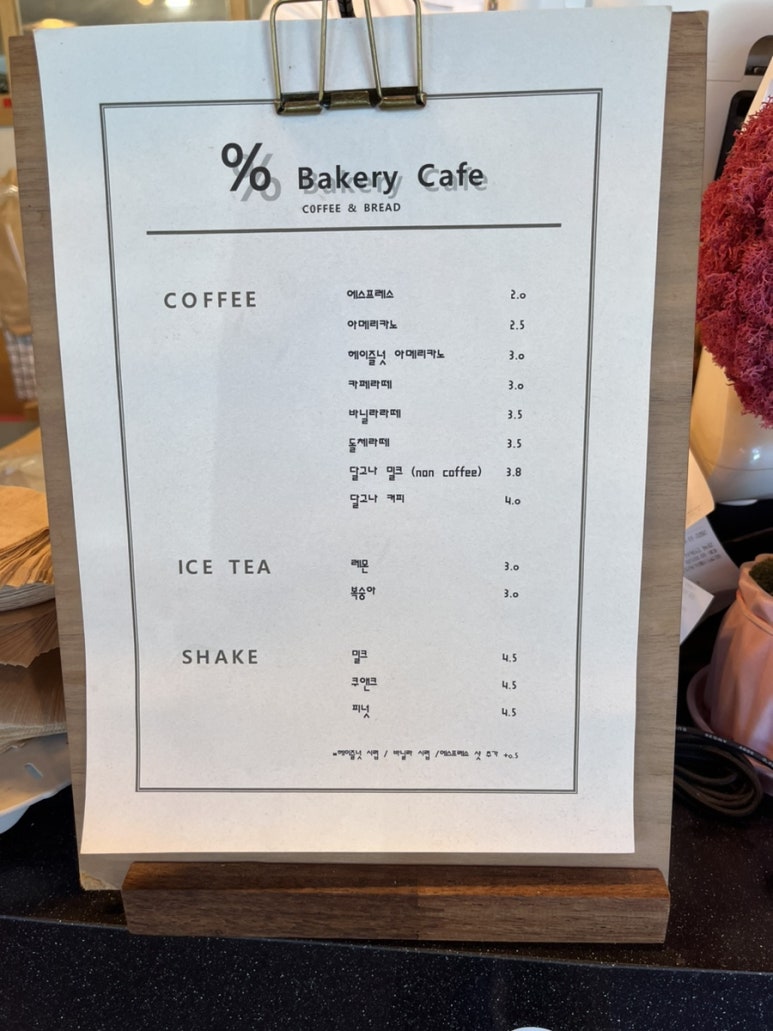 % Bakery Cafe
COFFEE & BREAD
COFFEE
에스프레소 2.0
아메리카노 2.5
헤이즐넛 아메리카노 3.0
카페라떼 3.0
바닐라라떼 3.5
돌체라떼 3.5
달고나 밀크 (non coffee) 3.8
달고나 커피 4.0
ICE TEA
레몬 3.0
복숭아 3.0
SHAKE
밀크 4.5
쿠앤크 4.5
피넛 4.5
*헤이즐넛 시럽 / 바닐라 시럽 /에스프레소 샷 추가 +0.5